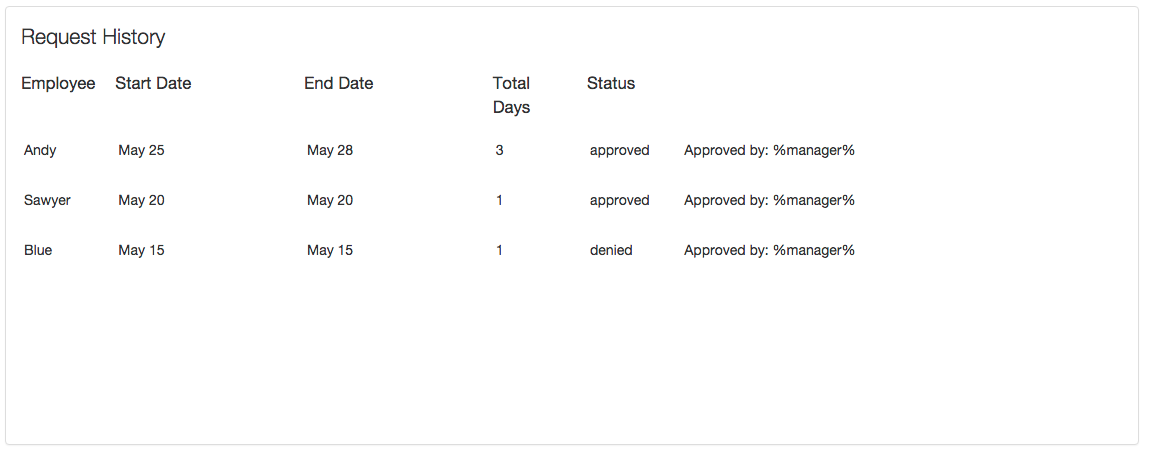 Request History
Employee Start Date End Date Total Days Status
Andy May 25 May 28 3 approved Approved by: %manager%
Sawyer May 20 May 20 1 approved Approved by: %manager%
Blue May 15 May 15 1 denied Approved by: %manager%